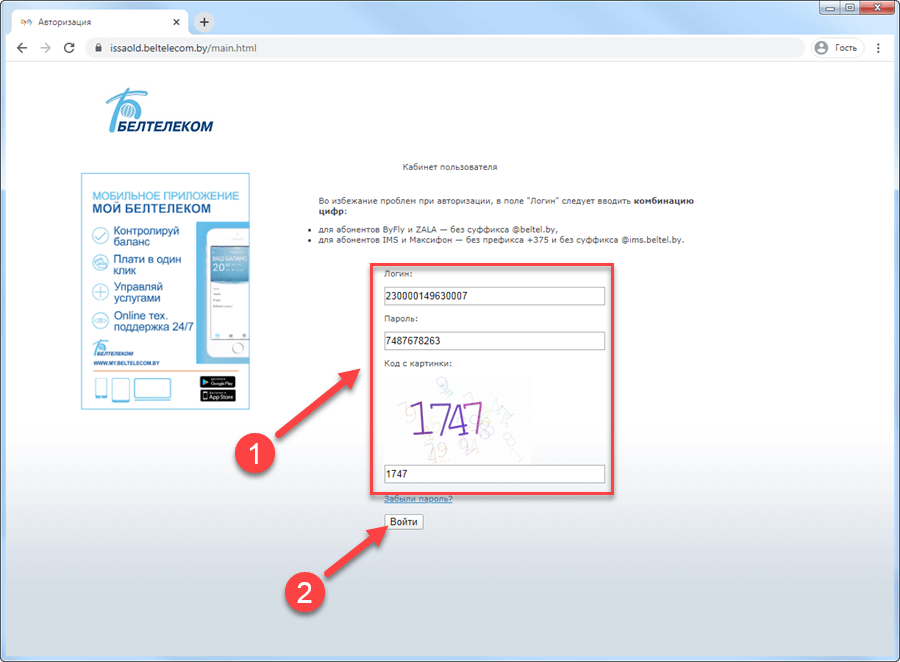 Авторизация
issaold.beltelecom.by/main.html
Гость
БЕЛТЕЛЕКОМ
Кабинет пользователя
МОБИЛЬНОЕ ПРИЛОЖЕНИЕ
МОЙ БЕЛТЕЛЕКОМ
Контролируй
баланс
Плати в один
клик
Управляй
услугами
Online тех.
поддержка 24/7
ВАШ БАЛАНС
20
БЕЛТЕЛЕКОМ
WWW.MY.BELTELECOM.BY
Google Play
App Store
Во избежание проблем при авторизации, в поле "Логин" следует вводить комбинацию
цифр:
для абонентов ByFly и ZALA — без суффикса @beltel.by,
для абонентов IMS и Максифон — без префикса +375 и без суффикса @ims.beltel.by.
Логин:
230000149630007
Пароль:
7487678263
Код с картинки:
1747
1747
Забыли пароль?
Войти
1
2